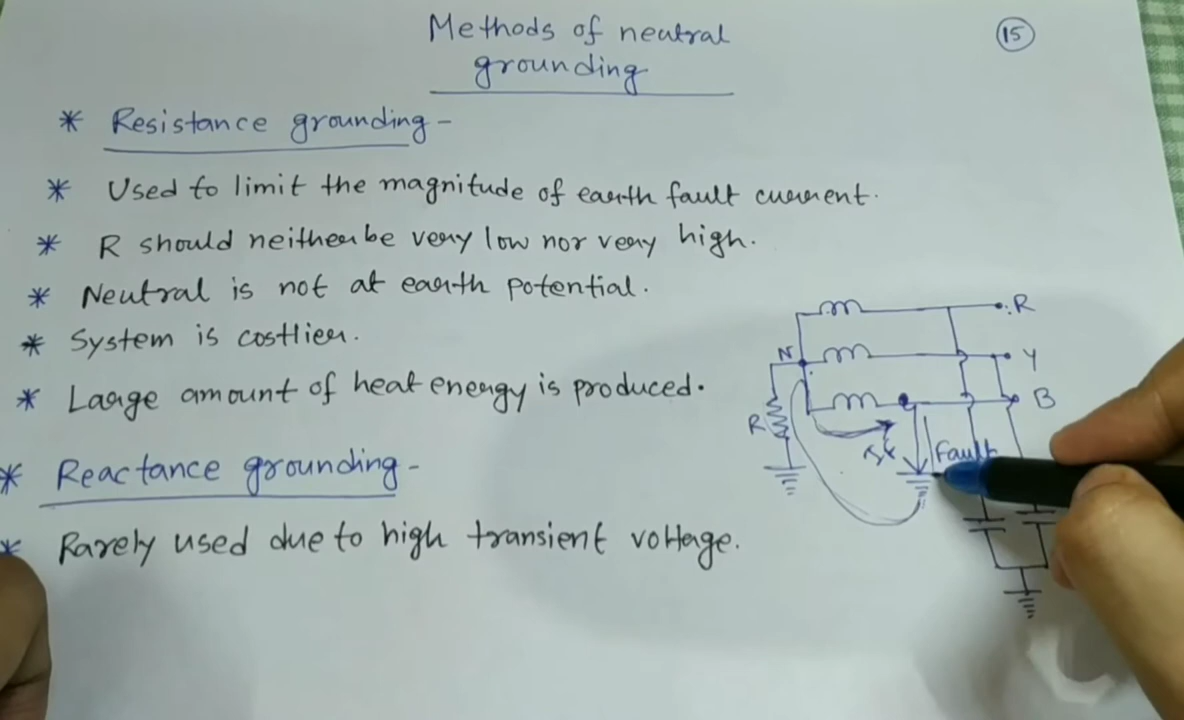 Methods of neutral
grounding
15
* Resistance grounding -
* Used to limit the magnitude of earth fault current.
* R should neither be very low nor very high.
* Neutral is not at earth potential.
* System is costlier.
* Large amount of heat energy is produced.
* Reactance grounding -
* Rarely used due to high transient voltage.
R
N
Y
B
R
Fault